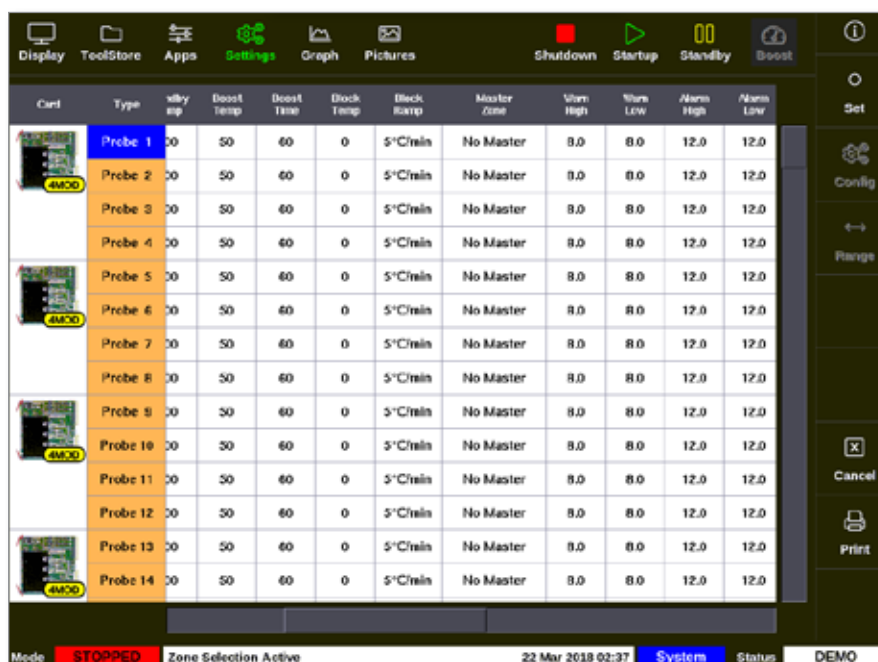 Display ToolStore Apps Settings Graph Pictures Shutdown Startup Standby Boost
Set
Config
Range
Cancel
Print
Card Type Boost Temp Boost Time Block Temp Block Ramp Master Zone Warn High Warn Low Alarm High Alarm Low
4MOD
Probe 1 00 50 60 0 5°C/min No Master 8.0 8.0 12.0 12.0
Probe 2 00 50 60 0 5°C/min No Master 8.0 8.0 12.0 12.0
Probe 3 00 50 60 0 5°C/min No Master 8.0 8.0 12.0 12.0
Probe 4 00 50 60 0 5°C/min No Master 8.0 8.0 12.0 12.0
4MOD
Probe 5 00 50 60 0 5°C/min No Master 8.0 8.0 12.0 12.0
Probe 6 00 50 60 0 5°C/min No Master 8.0 8.0 12.0 12.0
Probe 7 00 50 60 0 5°C/min No Master 8.0 8.0 12.0 12.0
Probe 8 00 50 60 0 5°C/min No Master 8.0 8.0 12.0 12.0
4MOD
Probe 9 00 50 60 0 5°C/min No Master 8.0 8.0 12.0 12.0
Probe 10 00 50 60 0 5°C/min No Master 8.0 8.0 12.0 12.0
Probe 11 00 50 60 0 5°C/min No Master 8.0 8.0 12.0 12.0
Probe 12 00 50 60 0 5°C/min No Master 8.0 8.0 12.0 12.0
4MOD
Probe 13 00 50 60 0 5°C/min No Master 8.0 8.0 12.0 12.0
Probe 14 00 50 60 0 5°C/min No Master 8.0 8.0 12.0 12.0
Mode STOPPED Zone Selection Active 22 Mar 2018 02:37 System Status DEMO